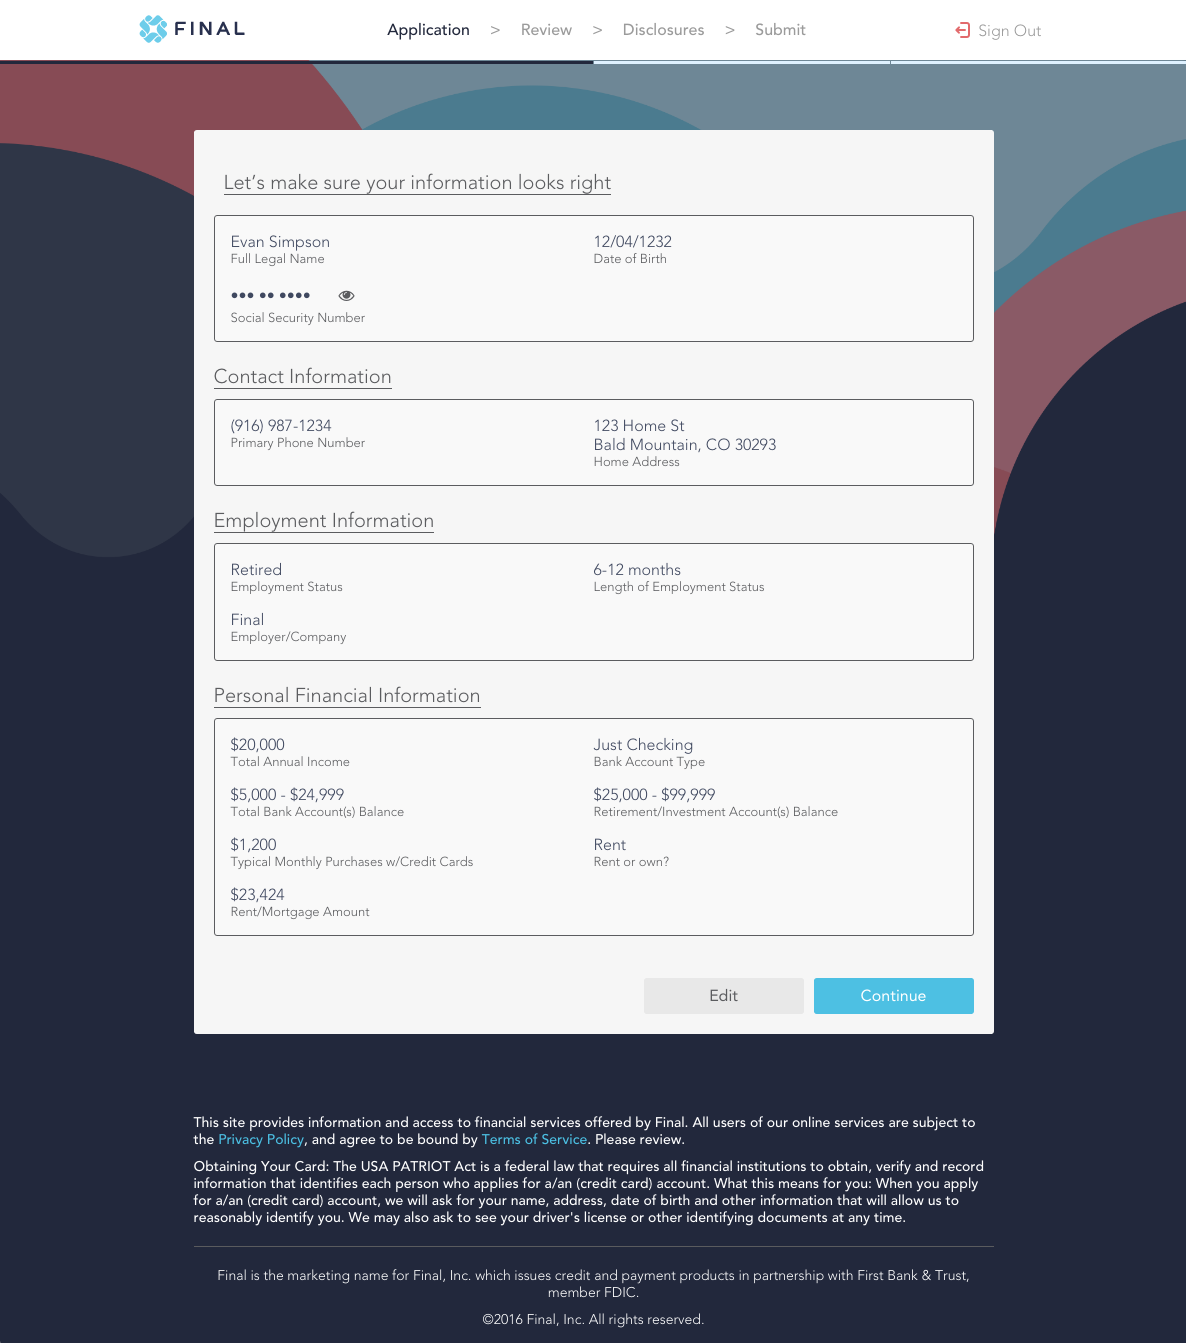 FINAL
Application > Review > Disclosures > Submit
Sign Out
Let’s make sure your information looks right
Evan Simpson
Full Legal Name
12/04/1232
Date of Birth
••• •• ••••
Social Security Number
Contact Information
(916) 987-1234
Primary Phone Number
123 Home St
Bald Mountain, CO 30293
Home Address
Employment Information
Retired
Employment Status
6-12 months
Length of Employment Status
Final
Employer/Company
Personal Financial Information
$20,000
Total Annual Income
Just Checking
Bank Account Type
$5,000 - $24,999
Total Bank Account(s) Balance
$25,000 - $99,999
Retirement/Investment Account(s) Balance
$1,200
Typical Monthly Purchases w/Credit Cards
Rent
Rent or own?
$23,424
Rent/Mortgage Amount
Edit
Continue
This site provides information and access to financial services offered by Final. All users of our online services are subject to
the Privacy Policy, and agree to be bound by Terms of Service. Please review.
Obtaining Your Card: The USA PATRIOT Act is a federal law that requires all financial institutions to obtain, verify and record
information that identifies each person who applies for a/an (credit card) account. What this means for you: When you apply
for a/an (credit card) account, we will ask for your name, address, date of birth and other information that will allow us to
reasonably identify you. We may also ask to see your driver's license or other identifying documents at any time.
Final is the marketing name for Final, Inc. which issues credit and payment products in partnership with First Bank & Trust,
member FDIC.
©2016 Final, Inc. All rights reserved.